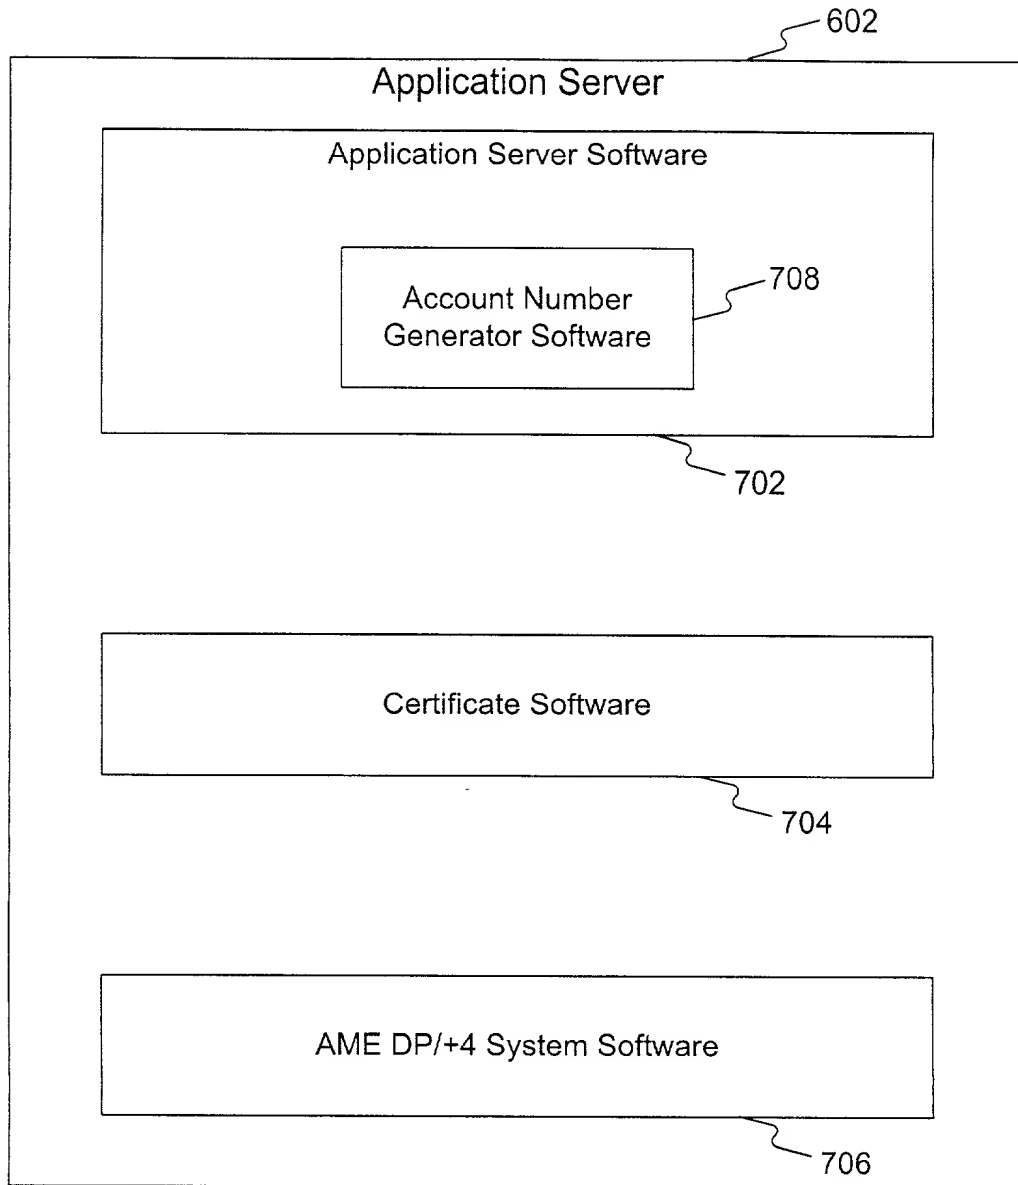 602
Application Server
Application Server Software
Account Number
Generator Software
708
702
Certificate Software
704
AME DP/+4 System Software
706